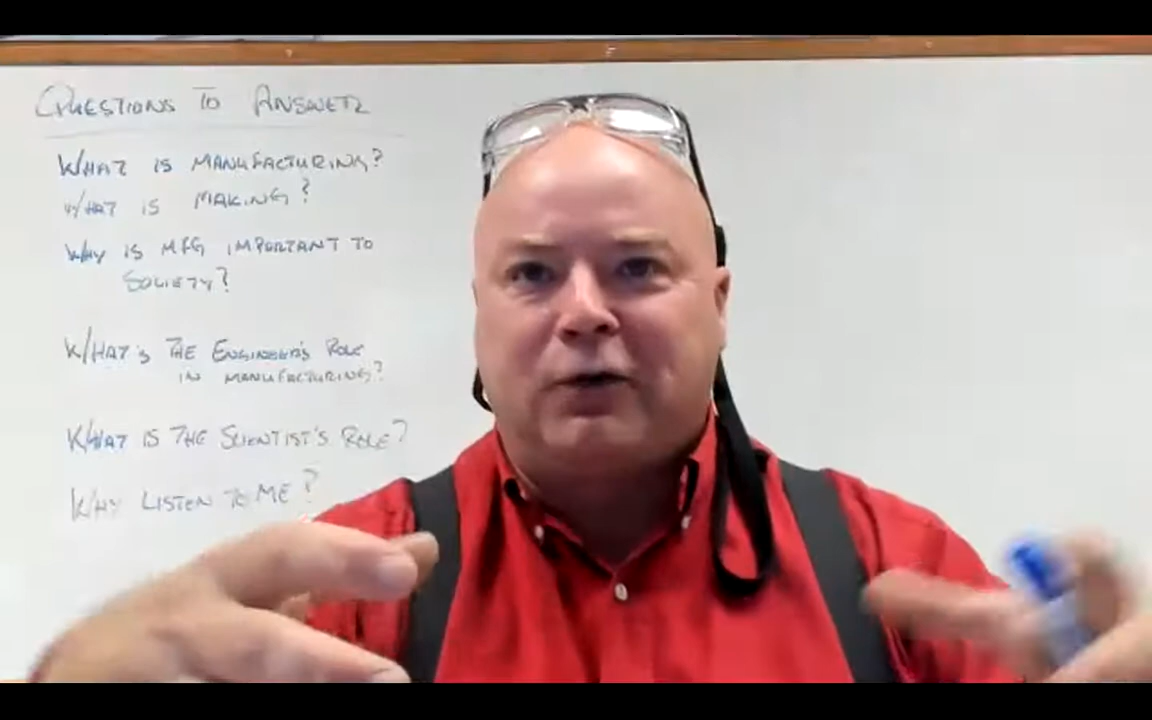 QUESTIONS TO ANSWER
WHAT IS MANUFACTURING?
WHAT IS MAKING?
WHY IS MFG IMPORTANT TO
SOCIETY?
WHAT'S THE ENGINEER'S ROLE
IN MANUFACTURING?
WHAT IS THE SCIENTIST'S ROLE?
WHY LISTEN TO ME?